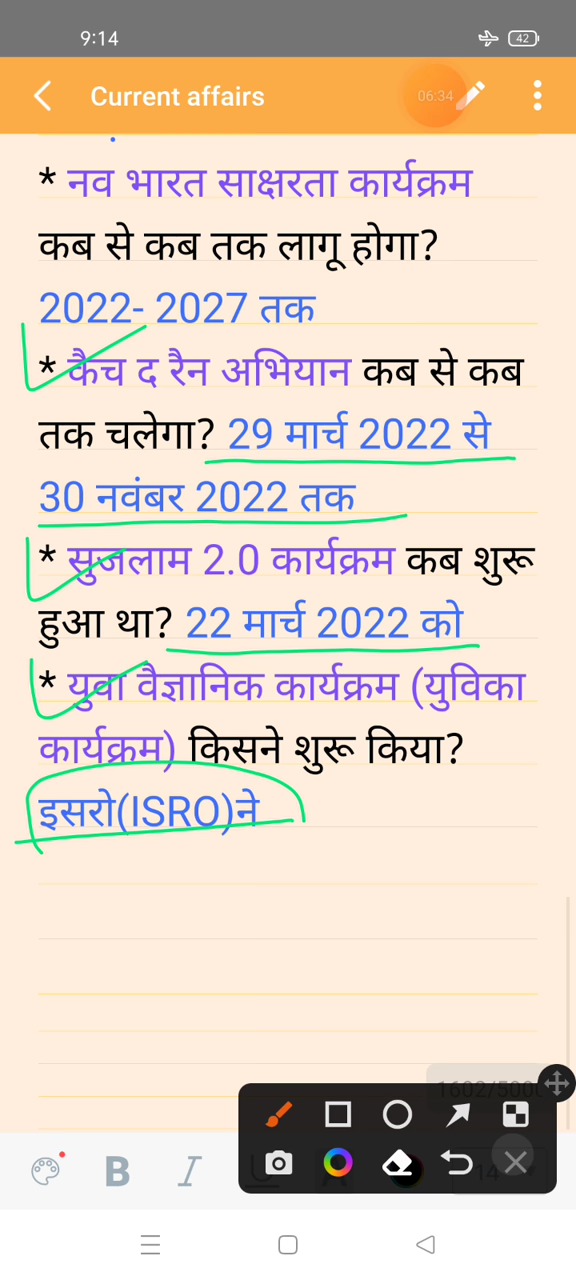 9:14
42
Current affairs
06:34
* नव भारत साक्षरता कार्यक्रम
कब से कब तक लागू होगा?
2022- 2027 तक
* कैच द रैन अभियान कब से कब
तक चलेगा? 29 मार्च 2022 से
30 नवंबर 2022 तक
* सुजलाम 2.0 कार्यक्रम कब शुरू
हुआ था? 22 मार्च 2022 को
* युवा वैज्ञानिक कार्यक्रम (युविका
कार्यक्रम) किसने शुरू किया?
इसरो(ISRO)ने
B I
14